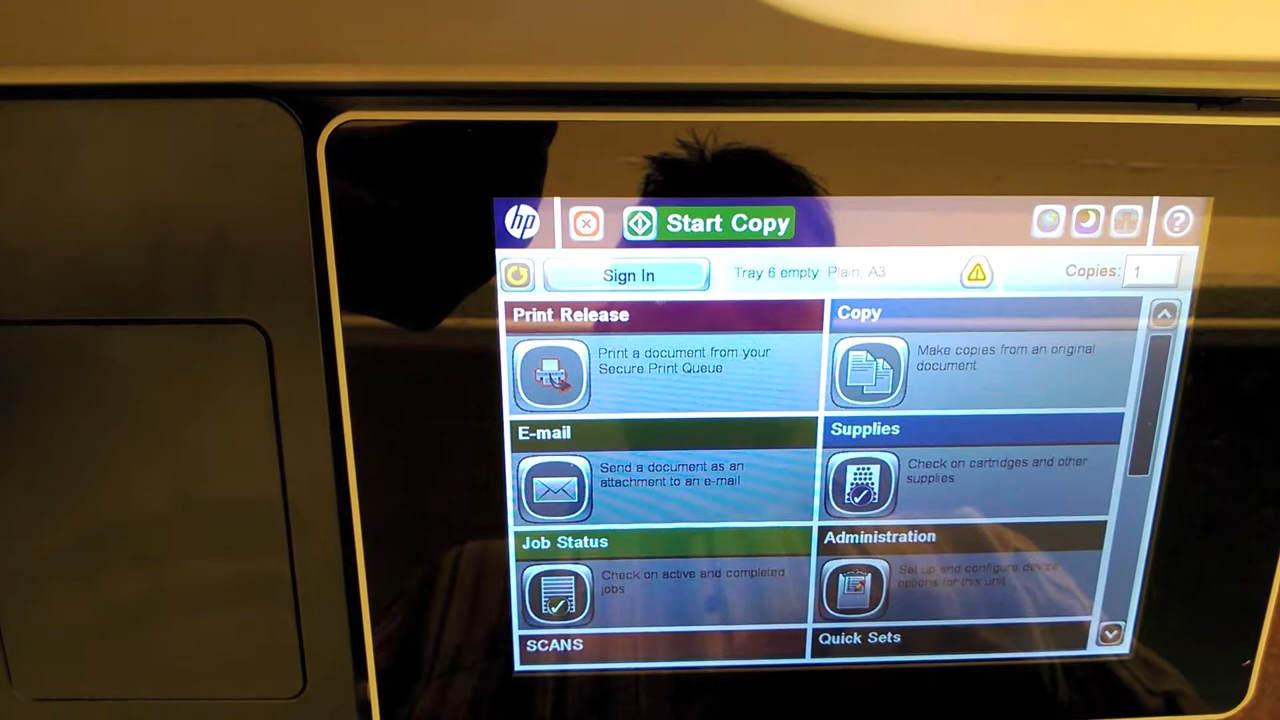 hp
Start Copy
?
Sign In
Tray 6 empty Plain, A3
Copies: 1
Print Release
Print a document from your
Secure Print Queue
Copy
Make copies from an original
document
E-mail
Send a document as an
attachment to an e-mail
Supplies
Check on cartridges and other
supplies
Job Status
Check on active and completed
jobs
Administration
Set up and configure device
options for this unit
SCANS
Quick Sets